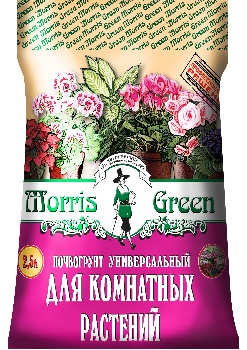 Morris Green
2,5л
ПОЧВОГРУНТ УНИВЕРСАЛЬНЫЙ
ДЛЯ КОМНАТНЫХ
РАСТЕНИЙ